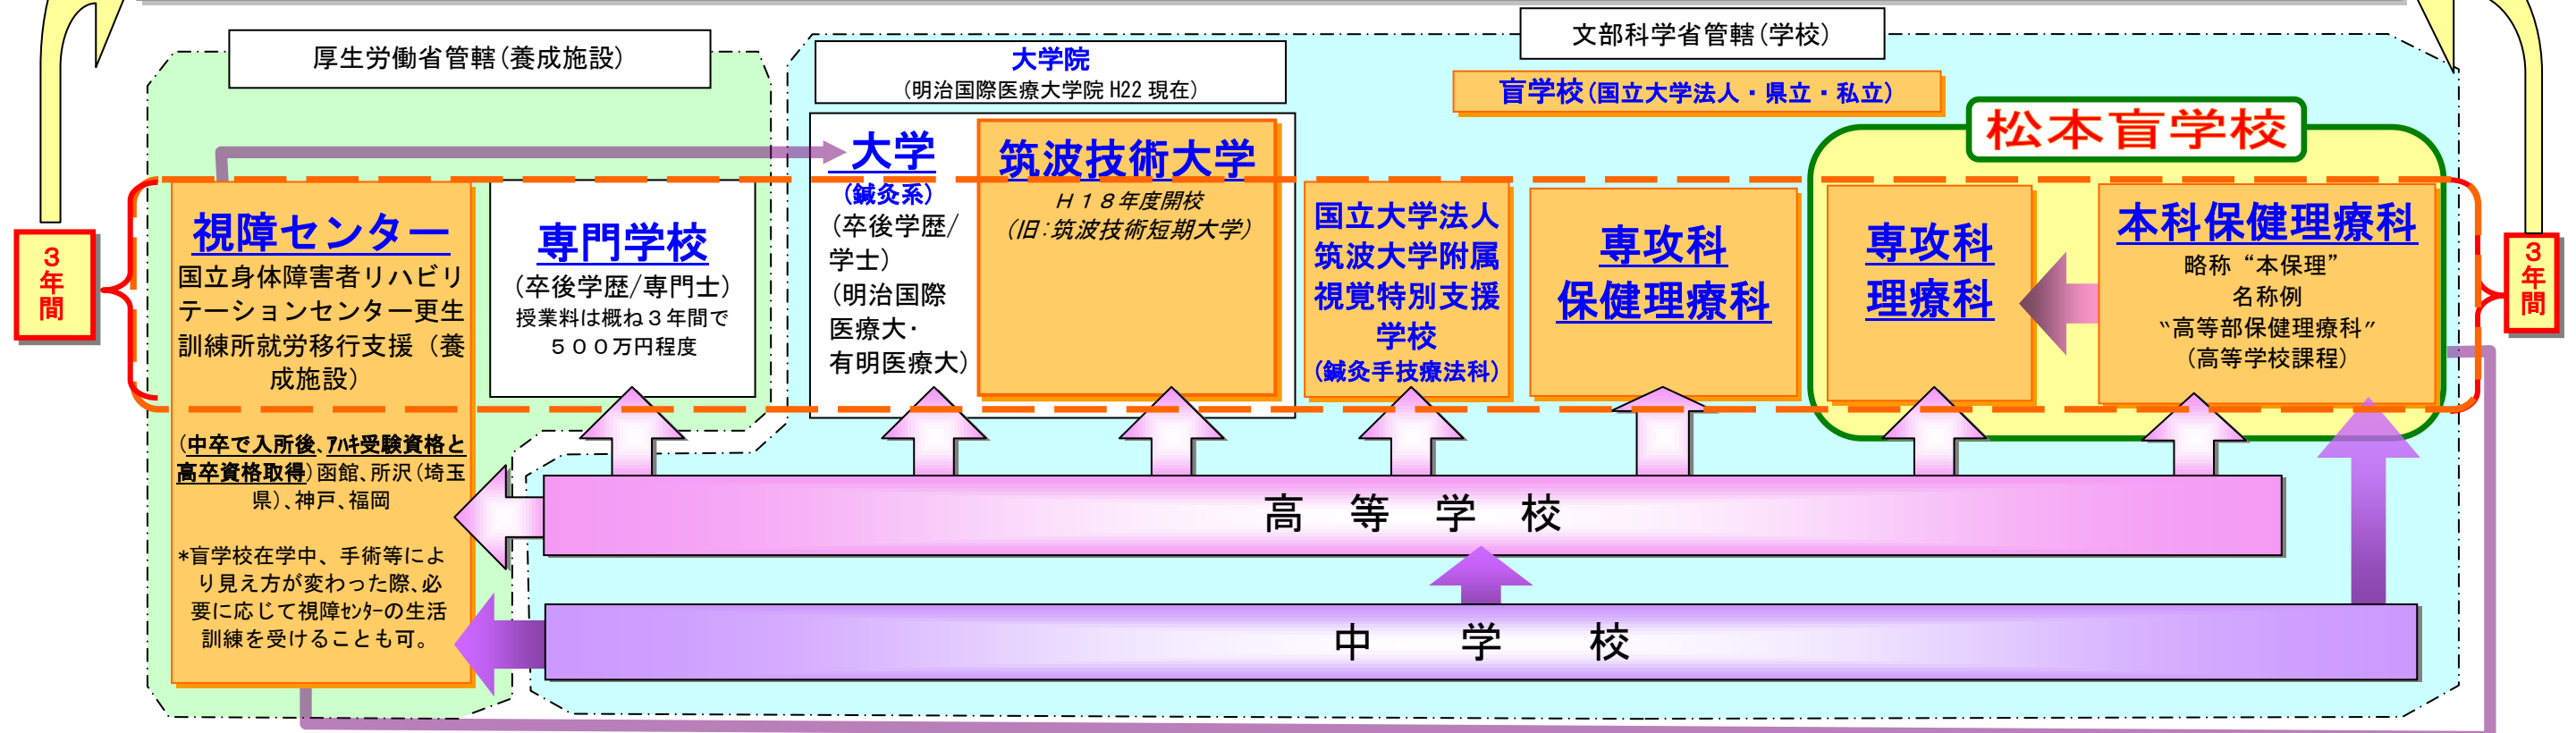 厚生労働省管轄(養成施設)
文部科学省管轄(学校)
大学院
(明治国際医療大学院 H22 現在)
盲学校(国立大学法人・県立・私立)
松本盲学校
3年間
視障センター
国立身体障害者リハビリ
テーションセンター更生
訓練所就労移行支援（養
成施設）
(中卒で入所後、ｱﾊｷ受験資格と
高卒資格取得)函館、所沢(埼玉
県)、神戸、福岡
*盲学校在学中、手術等によ
り見え方が変わった際、必
要に応じて視障ｾﾝﾀｰの生活
訓練を受けることも可。
専門学校
(卒後学歴/専門士)
授業料は概ね３年間で
５００万円程度
大学
(鍼灸系)
(卒後学歴/
学士)
(明治国際
医療大・
有明医療大)
筑波技術大学
H１８年度開校
(旧:筑波技術短期大学)
国立大学法人
筑波大学附属
視覚特別支援
学校
(鍼灸手技療法科)
専攻科
保健理療科
専攻科
理療科
本科保健理療科
略称“本保理”
名称例
“高等部保健理療科”
(高等学校課程)
3年間
高等学校
中学校